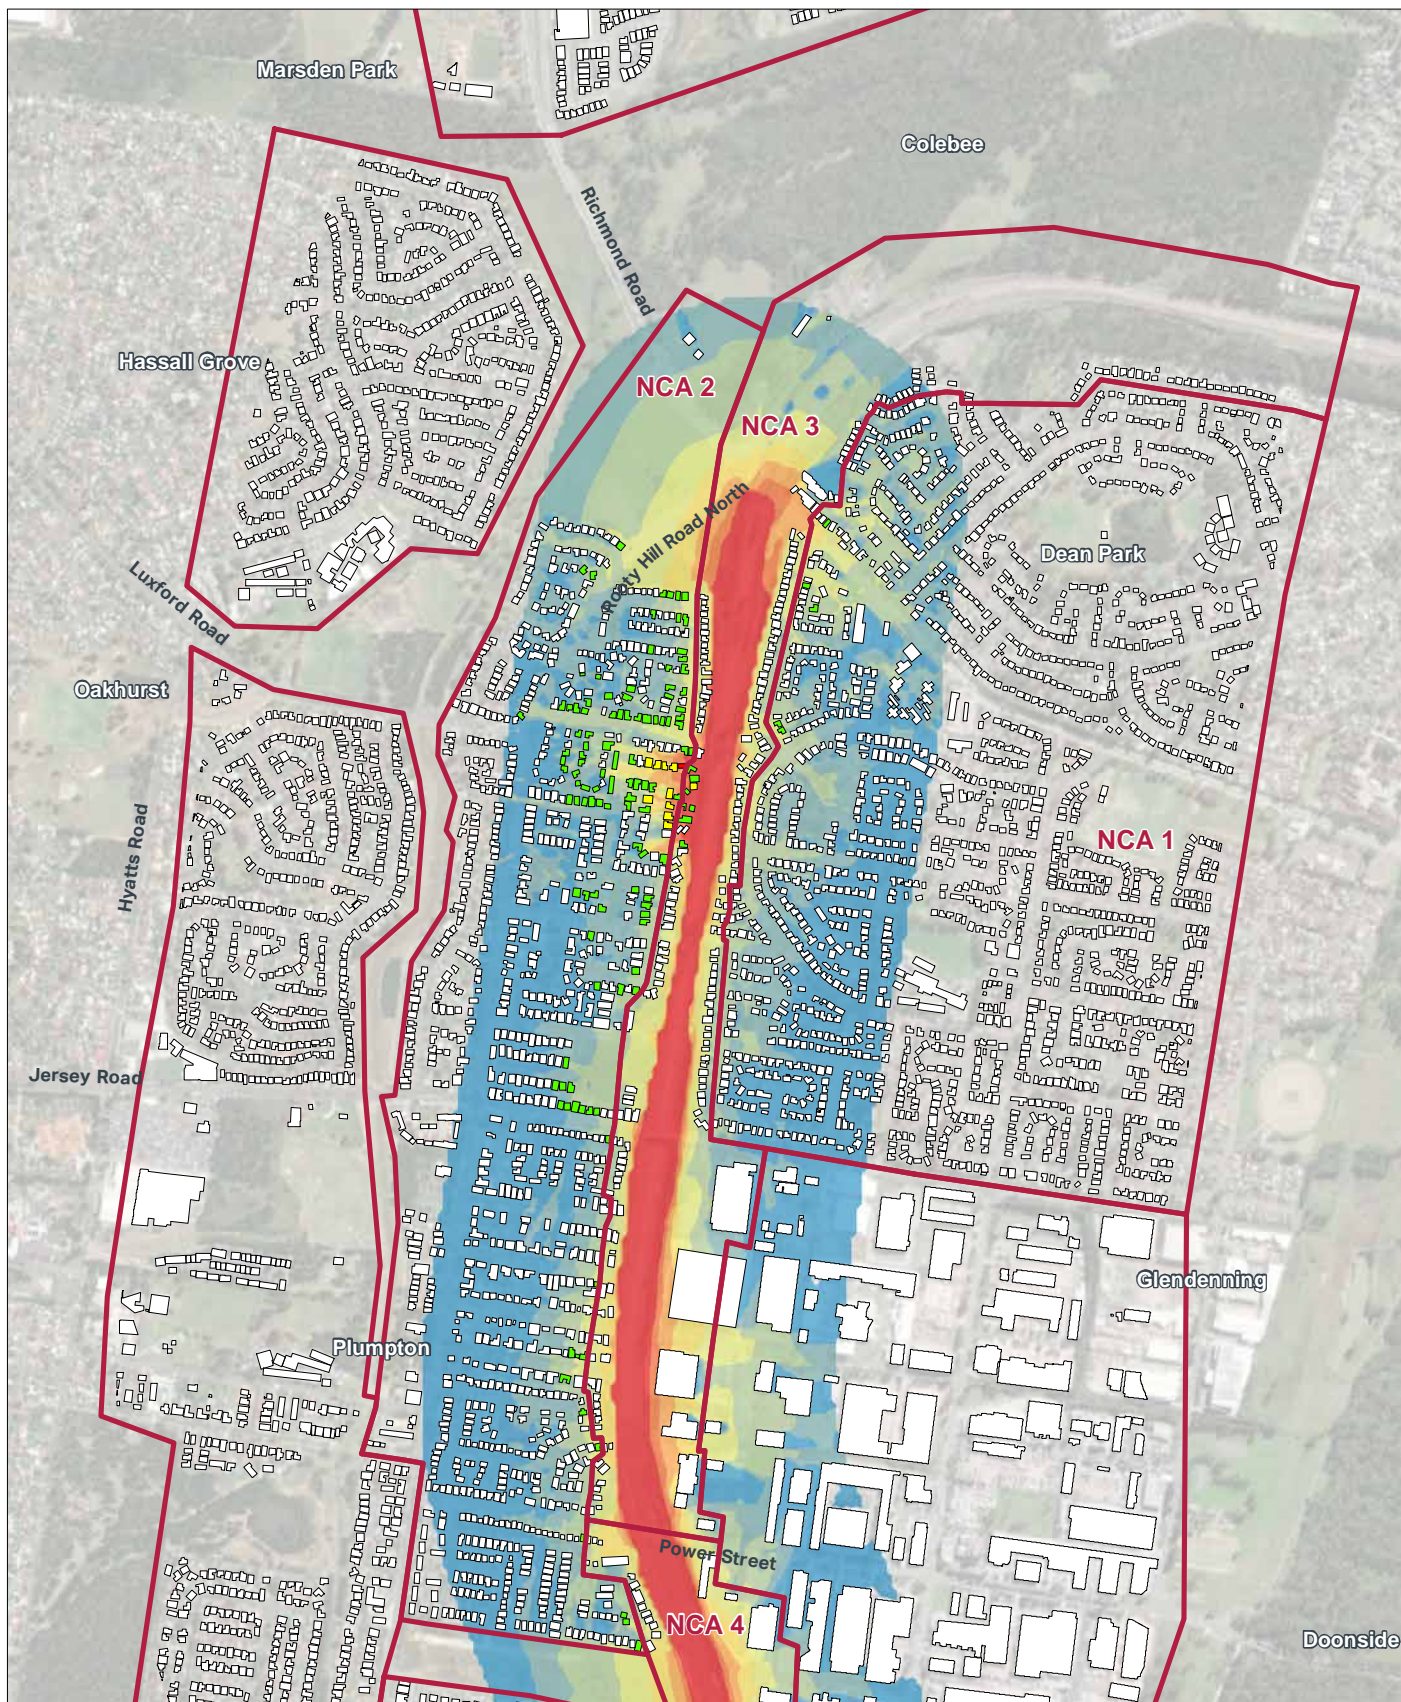 Marsden Park
Colebee
Richmond Road
Hassall Grove
NCA 2
NCA 3
Rooty Hill Road North
Dean Park
Luxford Road
Oakhurst
Hyatts Road
NCA 1
Jersey Road
Glendenning
Plumpton
Power Street
NCA 4
Doonside